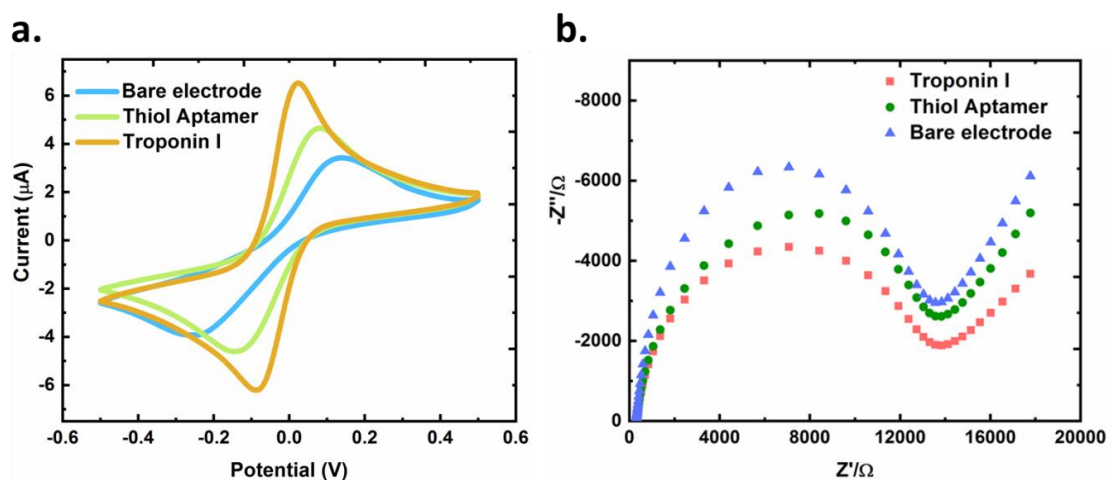 a.
Bare electrode
Thiol Aptamer
Troponin I
6
4
2
0
-2
-4
-6
Current (μA)
-0.6
-0.4
-0.2
0.0
0.2
0.4
0.6
Potential (V)
b.
Troponin I
Thiol Aptamer
Bare electrode
-8000
-6000
-4000
-2000
0
-Z''/Ω
0
4000
8000
12000
16000
20000
Z'/Ω